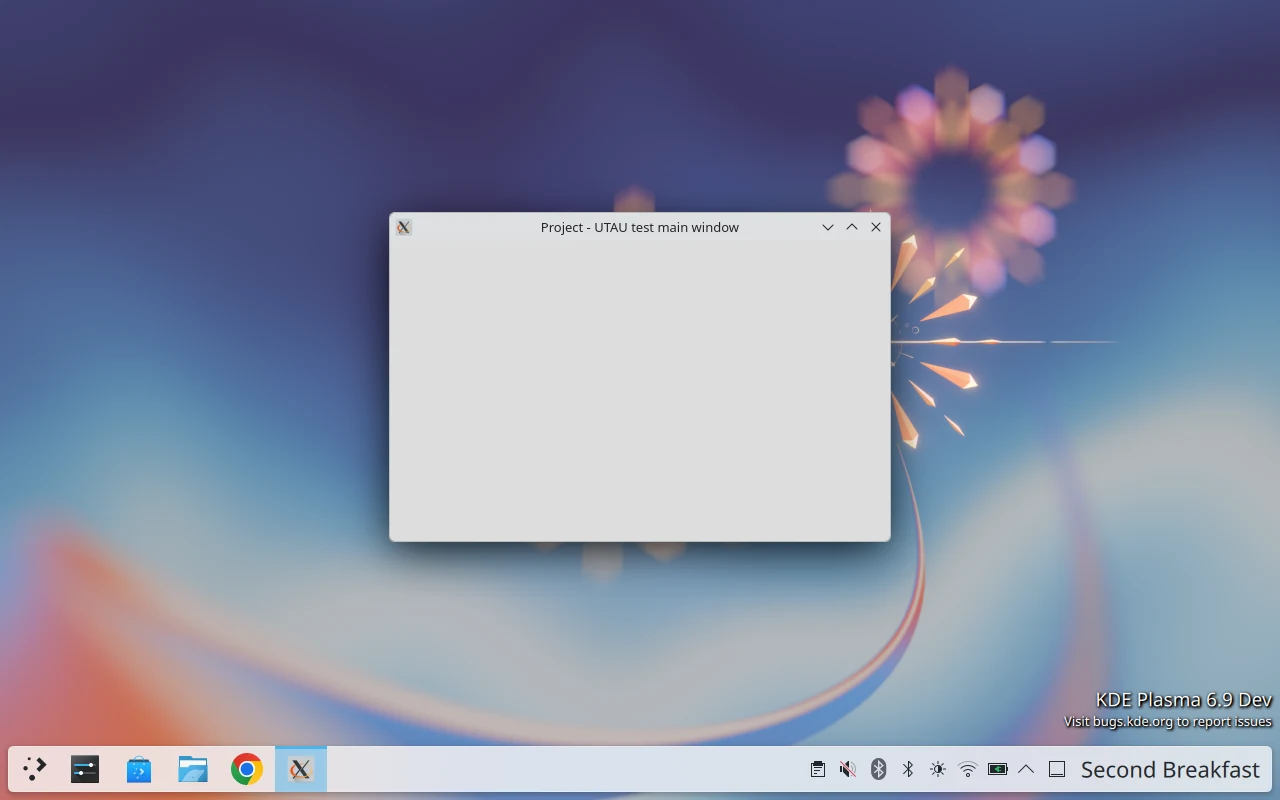 Project - UTAU test main window
KDE Plasma 6.9 Dev
Visit bugs.kde.org to report issues
Second Breakfast